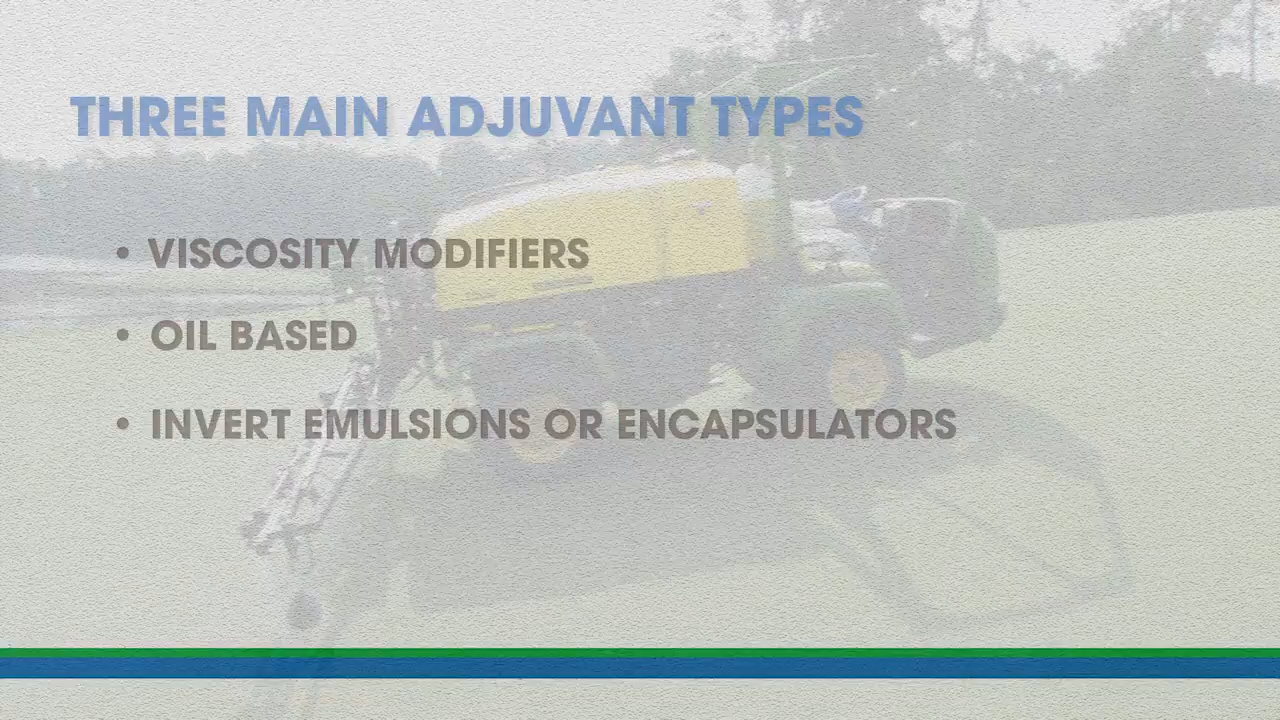 THREE MAIN ADJUVANT TYPES
• VISCOSITY MODIFIERS
• OIL BASED
• INVERT EMULSIONS OR ENCAPSULATORS